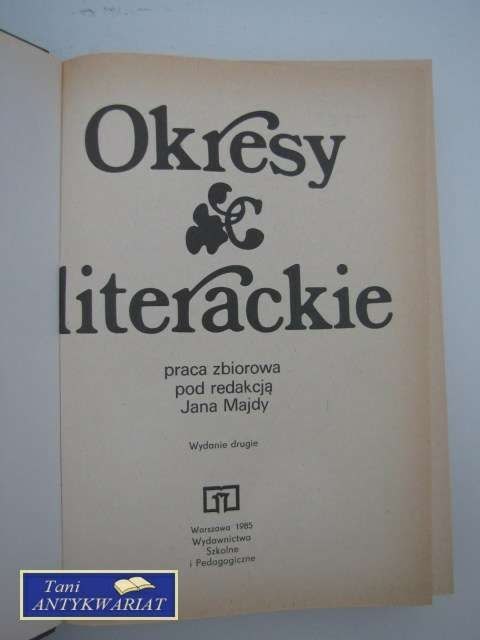 Okresy
literackie
praca zbiorowa
pod redakcją
Jana Majdy
Wydanie drugie
Warszawa 1985
Wydawnictwa
Szkolne
i Pedagogiczne
Tani
ANTYKWARIAT